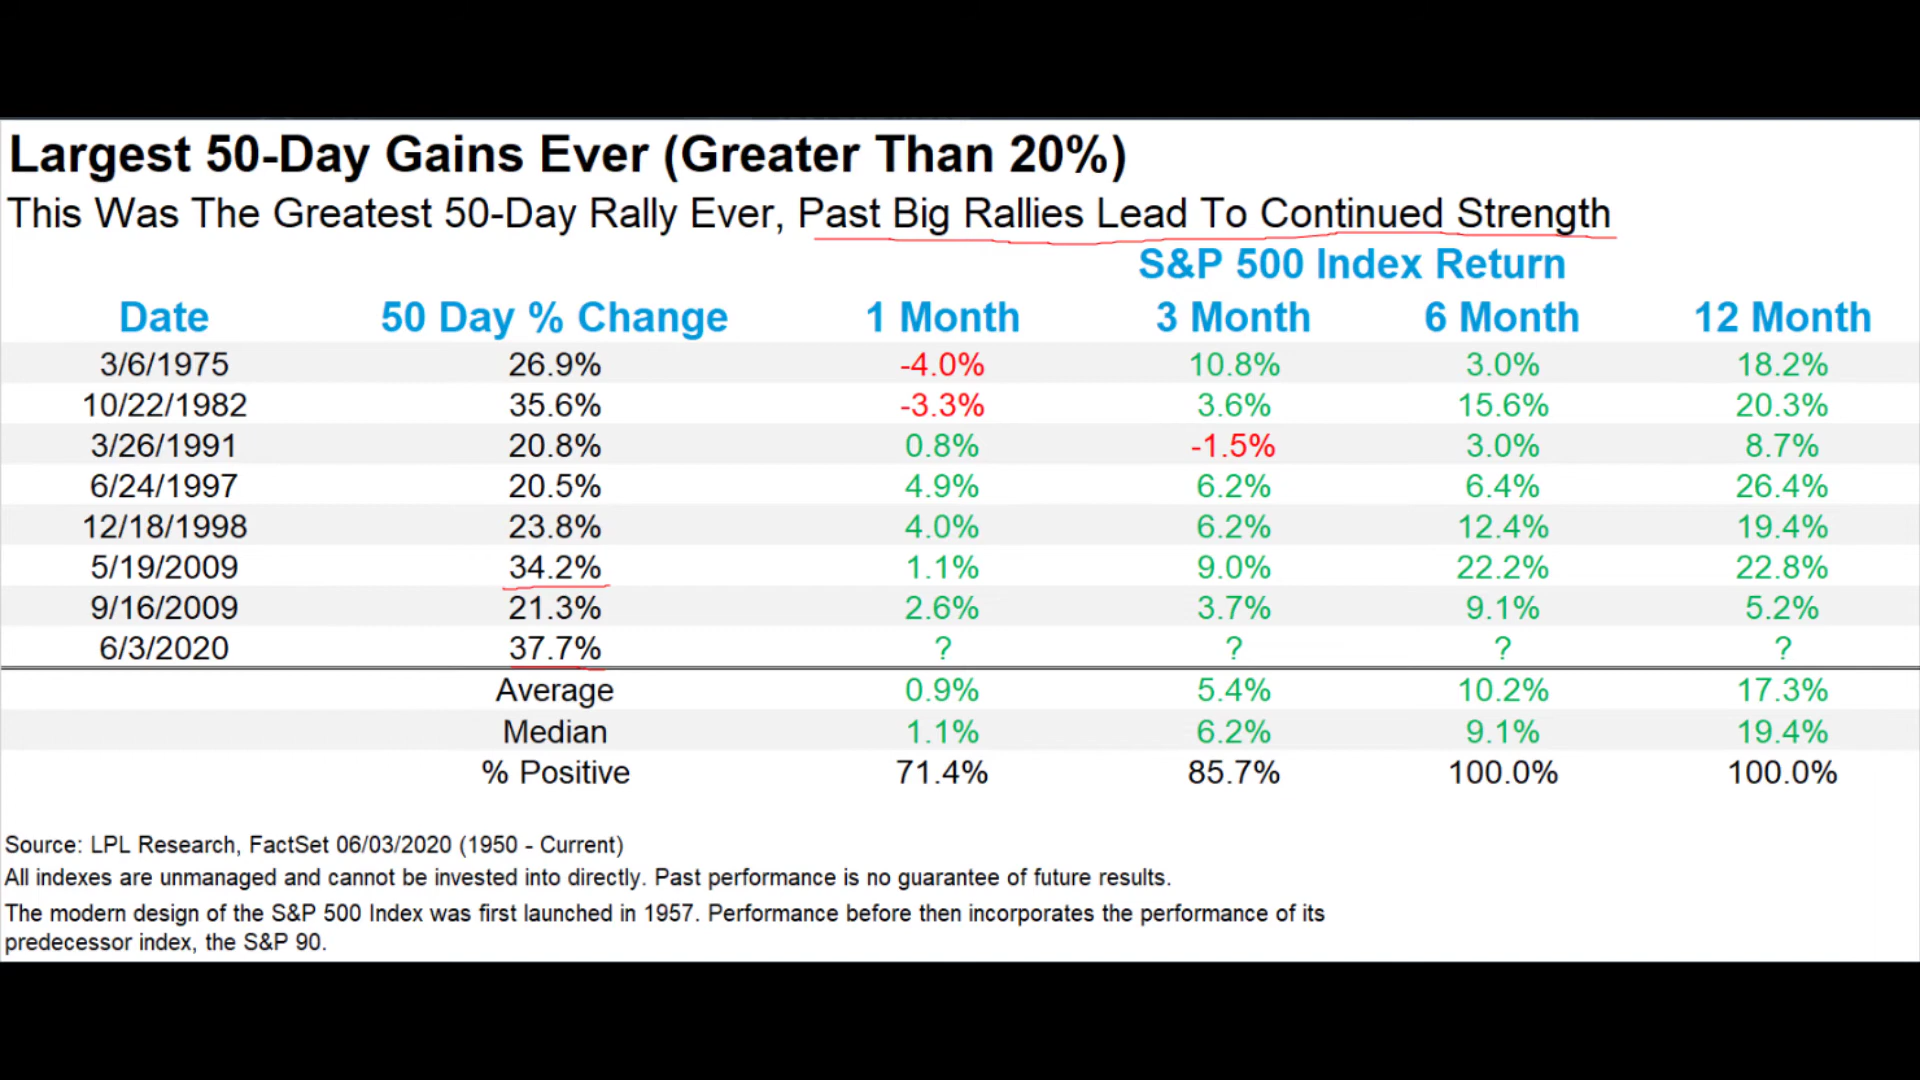 Largest 50-Day Gains Ever (Greater Than 20%)
This Was The Greatest 50-Day Rally Ever, Past Big Rallies Lead To Continued Strength
S&P 500 Index Return
Date 50 Day % Change 1 Month 3 Month 6 Month 12 Month
3/6/1975 26.9% -4.0% 10.8% 3.0% 18.2%
10/22/1982 35.6% -3.3% 3.6% 15.6% 20.3%
3/26/1991 20.8% 0.8% -1.5% 3.0% 8.7%
6/24/1997 20.5% 4.9% 6.2% 6.4% 26.4%
12/18/1998 23.8% 4.0% 6.2% 12.4% 19.4%
5/19/2009 34.2% 1.1% 9.0% 22.2% 22.8%
9/16/2009 21.3% 2.6% 3.7% 9.1% 5.2%
6/3/2020 37.7% ? ? ? ?
Average 0.9% 5.4% 10.2% 17.3%
Median 1.1% 6.2% 9.1% 19.4%
% Positive 71.4% 85.7% 100.0% 100.0%
Source: LPL Research, FactSet 06/03/2020 (1950 - Current)
All indexes are unmanaged and cannot be invested into directly. Past performance is no guarantee of future results.
The modern design of the S&P 500 Index was first launched in 1957. Performance before then incorporates the performance of its
predecessor index, the S&P 90.